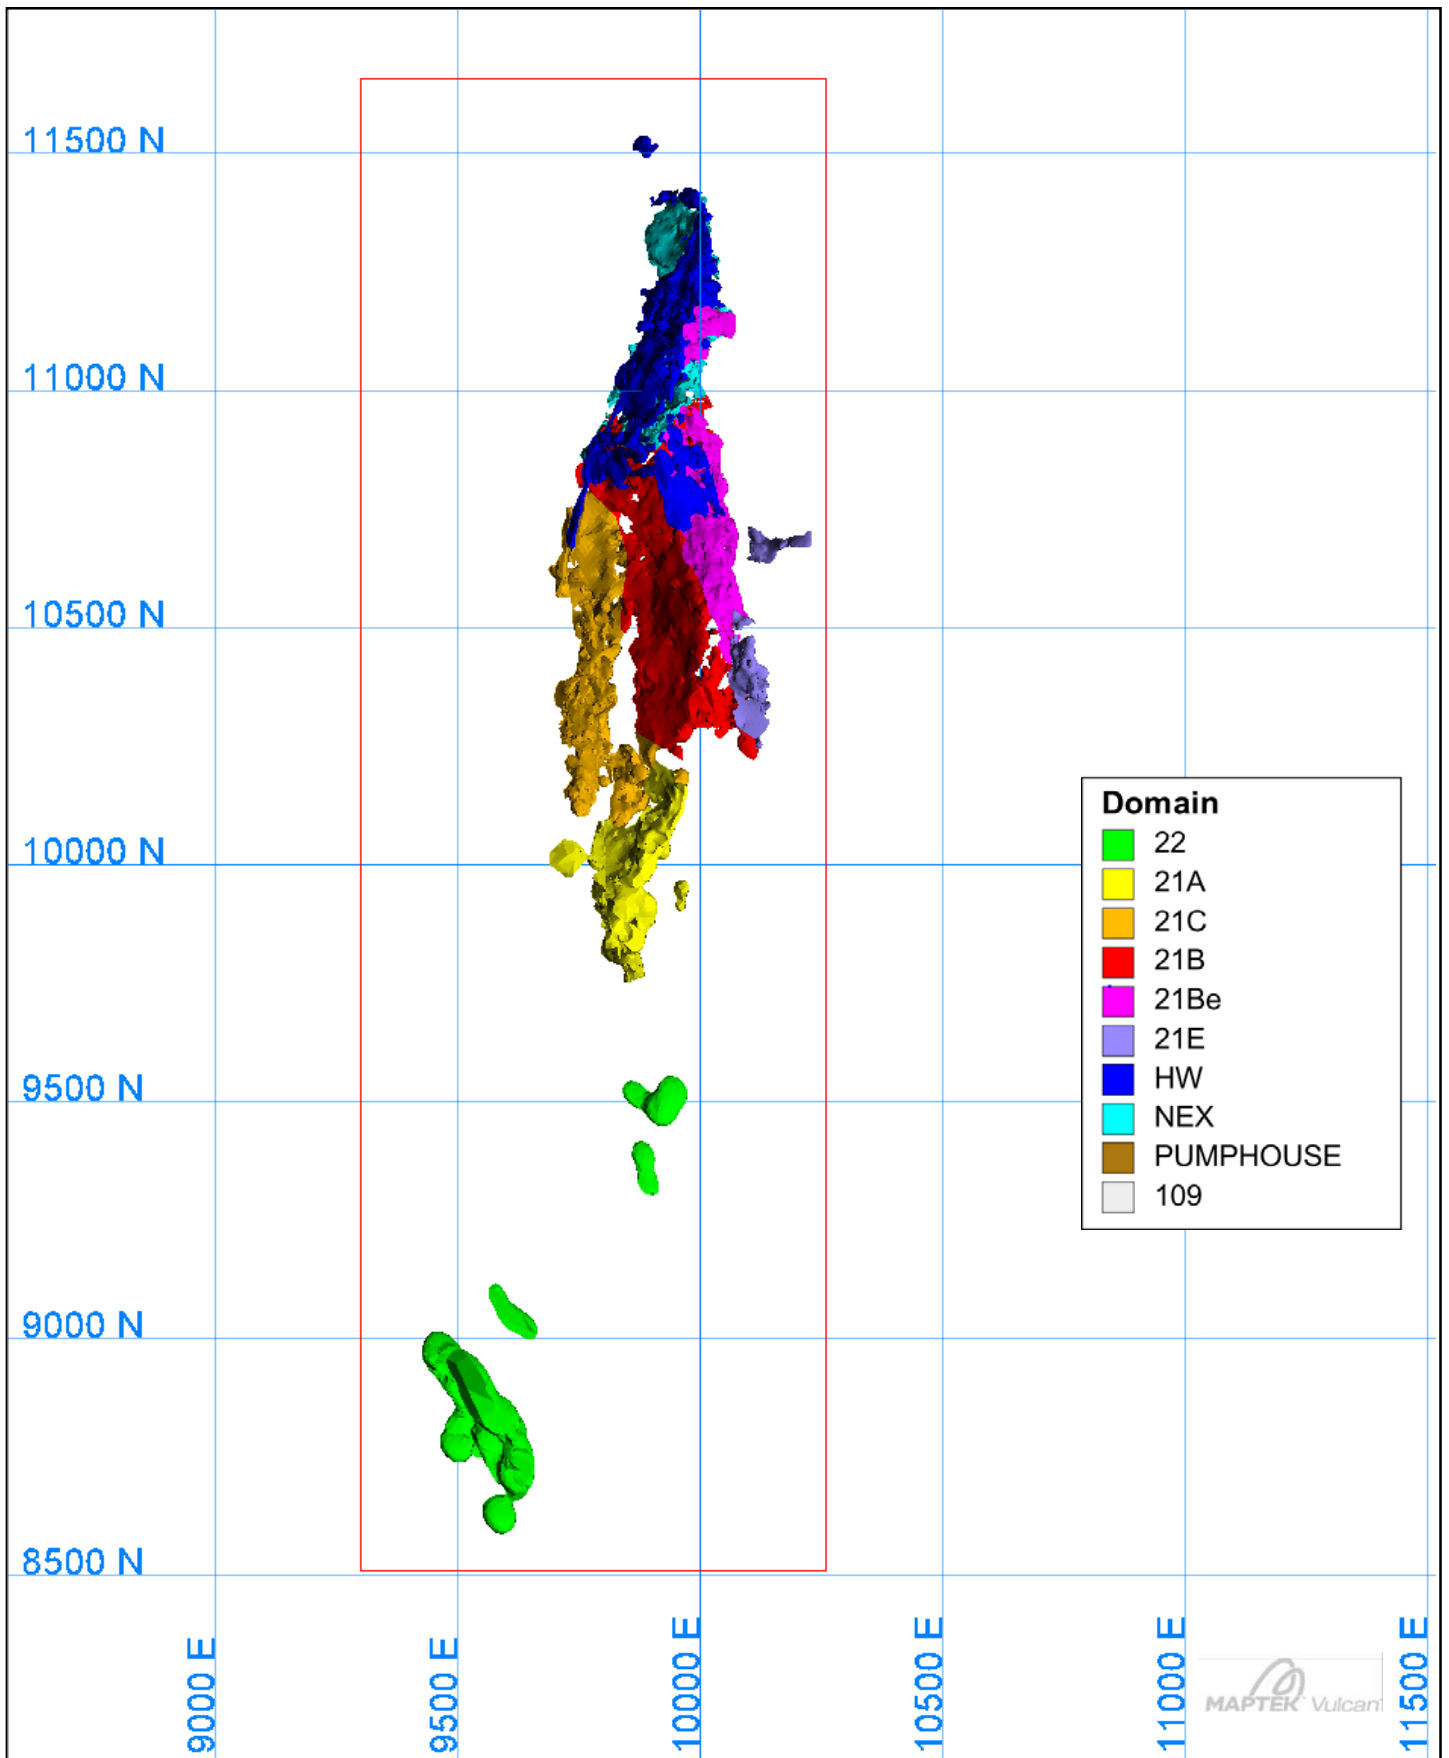 11500 N
11000 N
10500 N
10000 N
9500 N
9000 N
8500 N
Domain
22
21A
21C
21B
21Be
21E
HW
NEX
PUMPHOUSE
109
9000 E
9500 E
10000 E
10500 E
11000 E
11500 E
MAPTEK Vulcan